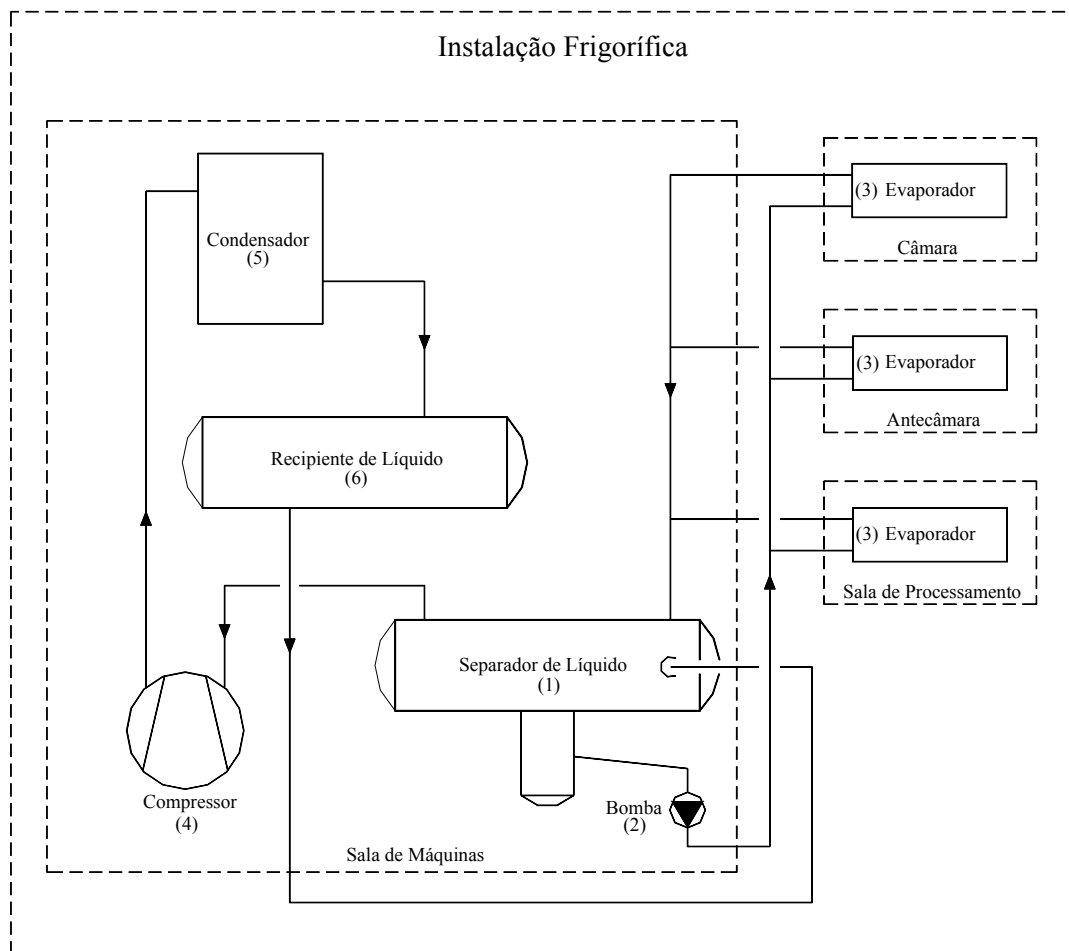 Instalação Frigorífica
Condensador
(5)
(3) Evaporador
Câmara
(3) Evaporador
Antecâmara
Recipiente de Líquido
(6)
(3) Evaporador
Sala de Processamento
Separador de Líquido
(1)
Compressor
(4)
Bomba
(2)
Sala de Máquinas